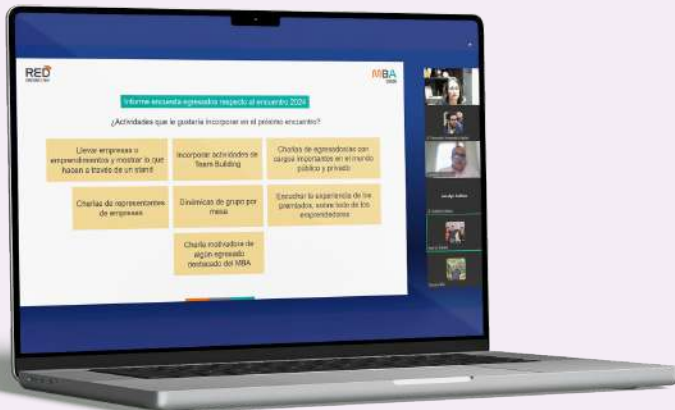 RED
MBA
Informe encuesta egresados respecto al encuentro 2024
¿Actividades que le gustaría incorporar en el próximo encuentro?
Llevar empresas o
emprendimientos y mostrar lo que
hacen a través de un stand
Incorporar actividades de
Team Building
Charlas de egresados/as con
cargos importantes en el mundo
público y privado
Charlas de representantes
de empresas
Dinámicas de grupo por
mesa
Escuchar la experiencia de los
premiados, sobre todo de los
emprendedores
Charla motivadora de
algún egresado
destacado del MBA